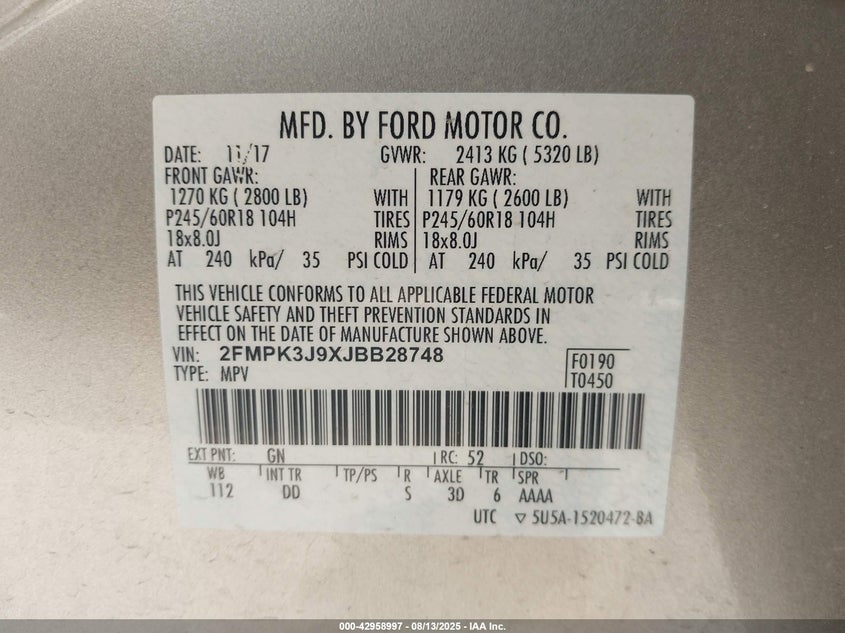 MFD. BY FORD MOTOR CO.
DATE: 11/17 GVWR: 2413 KG ( 5320 LB)
FRONT GAWR: REAR GAWR:
1270 KG ( 2800 LB) WITH 1179 KG ( 2600 LB) WITH
P245/60R18 104H TIRES P245/60R18 104H TIRES
18x8.0J RIMS 18x8.0J RIMS
AT 240 kPa/ 35 PSI COLD AT 240 kPa/ 35 PSI COLD
THIS VEHICLE CONFORMS TO ALL APPLICABLE FEDERAL MOTOR
VEHICLE SAFETY AND THEFT PREVENTION STANDARDS IN
EFFECT ON THE DATE OF MANUFACTURE SHOWN ABOVE.
VIN: 2FMPK3J9XJBB28748 F0190
TYPE: MPV T0450
EXT PNT: GN RC: 52 DSO:
WB INT TR TP/PS R AXLE TR SPR
112 DD S 3D 6 AAAA
UTC ▽ 5U5A-1520472-BA
000-42958997 - 08/13/2025 - IAA Inc.